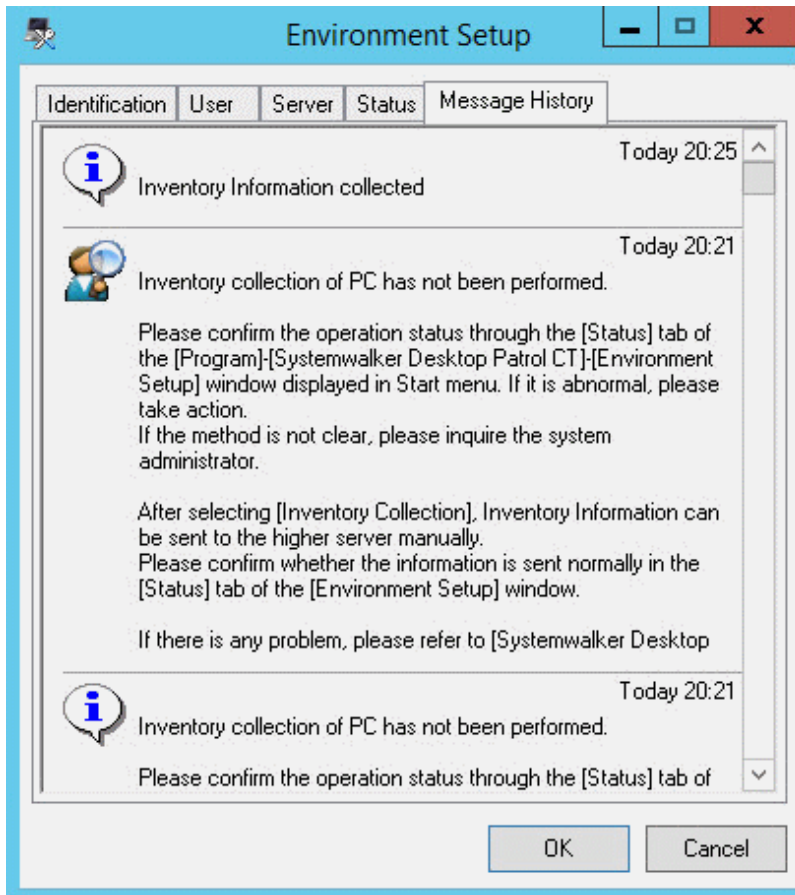 Environment Setup
Identification User Server Status Message History
Today 20:25
Inventory Information collected
Today 20:21
Inventory collection of PC has not been performed.
Please confirm the operation status through the [Status] tab of
the [Program]-[Systemwalker Desktop Patrol CT]-[Environment
Setup] window displayed in Start menu. If it is abnormal, please
take action.
If the method is not clear, please inquire the system
administrator.
After selecting [Inventory Collection], Inventory Information can
be sent to the higher server manually.
Please confirm whether the information is sent normally in the
[Status] tab of the [Environment Setup] window.
If there is any problem, please refer to [Systemwalker Desktop
Today 20:21
Inventory collection of PC has not been performed.
Please confirm the operation status through the [Status] tab of
OK Cancel